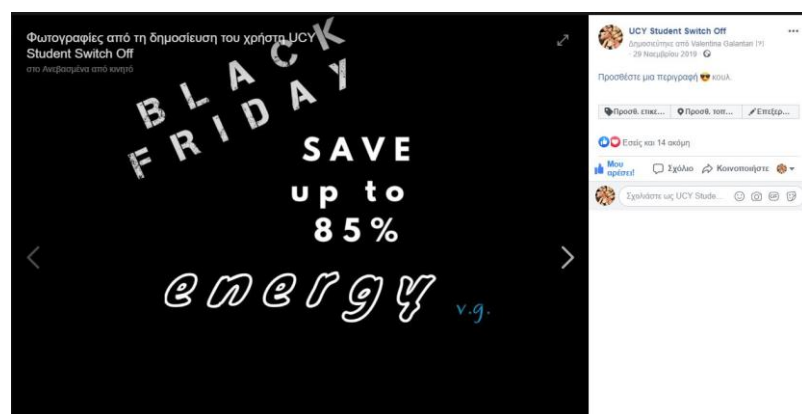 Φωτογραφίες από τη δημοσίευση του χρήστη UCY
Student Switch Off
στο Ανεβασμένα από κινητό
BLACK
FRIDAY
SAVE
up to
85%
energy
v.g.
UCY Student Switch Off
Δημοσιεύτηκε από Valentina Galantari [?]
· 29 Νοεμβρίου 2019 ·
Προσθέστε μια περιγραφή 😎 κουλ.
Προσθ. ετικέ... Προσθ. τοπ... Επεξερ...
Εσείς και 14 ακόμη
Μου
αρέσει! Σχόλιο Κοινοποιήστε
Σχολιάστε ως UCY Stude...